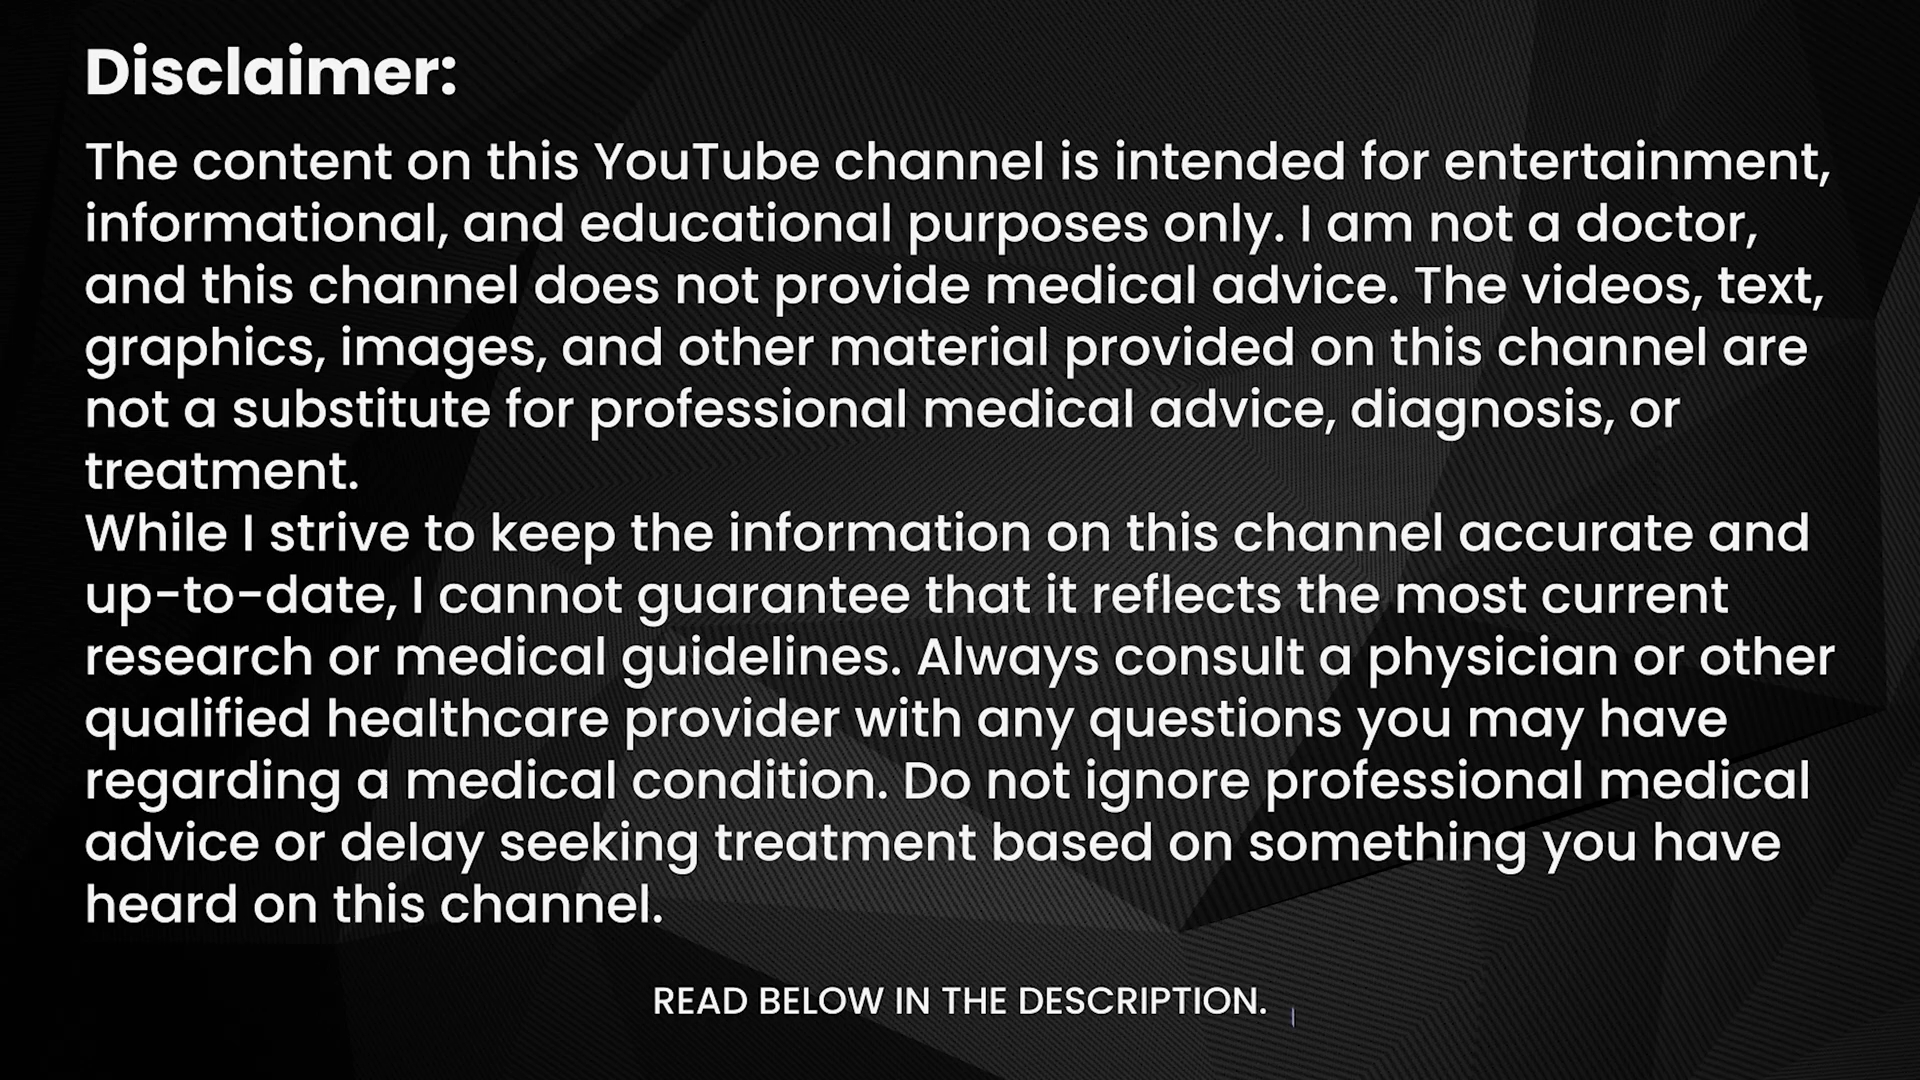 Disclaimer:
The content on this YouTube channel is intended for entertainment,
informational, and educational purposes only. I am not a doctor,
and this channel does not provide medical advice. The videos, text,
graphics, images, and other material provided on this channel are
not a substitute for professional medical advice, diagnosis, or
treatment.
While I strive to keep the information on this channel accurate and
up-to-date, I cannot guarantee that it reflects the most current
research or medical guidelines. Always consult a physician or other
qualified healthcare provider with any questions you may have
regarding a medical condition. Do not ignore professional medical
advice or delay seeking treatment based on something you have
heard on this channel.
READ BELOW IN THE DESCRIPTION.